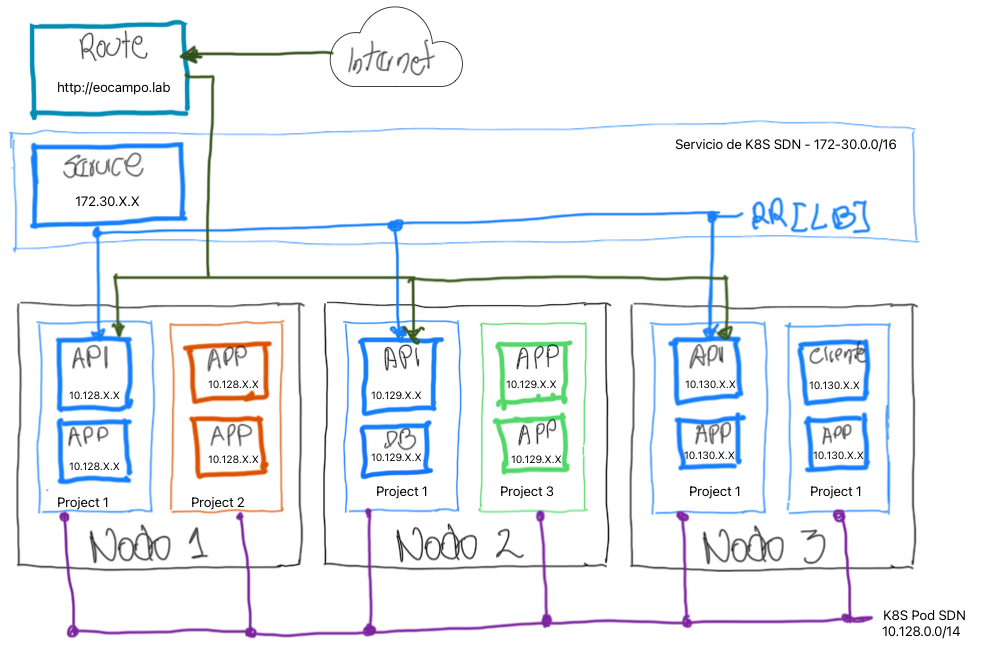 Route
http://eocampo.lab
Internet
Servicio de K8S SDN - 172-30.0.0/16
Service
172.30.X.X
RR [LB]
API
10.128.X.X
APP
10.128.X.X
Project 1
APP
10.128.X.X
APP
10.128.X.X
Project 2
Nodo 1
API
10.129.X.X
DB
10.129.X.X
Project 1
APP
10.129.X.X
APP
10.129.X.X
Project 3
Nodo 2
API
10.130.X.X
APP
10.130.X.X
Project 1
Cliente
10.130.X.X
APP
10.130.X.X
Project 1
Nodo 3
K8S Pod SDN
10.128.0.0/14